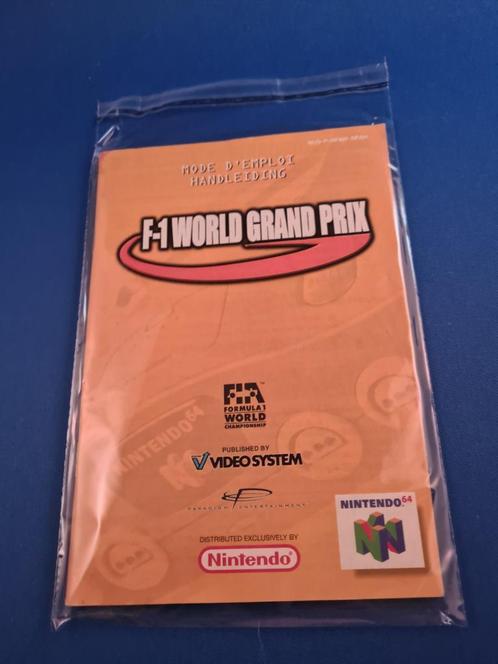 MODE D'EMPLOI
HANDLEIDING
F-1 WORLD GRAND PRIX
FIA
FORMULA 1
WORLD
CHAMPIONSHIP
NINTENDO64
PUBLISHED BY
VIDEO SYSTEM
PARADIGM ENTERTAINMENT
NINTENDO64
DISTRIBUTED EXCLUSIVELY BY
Nintendo